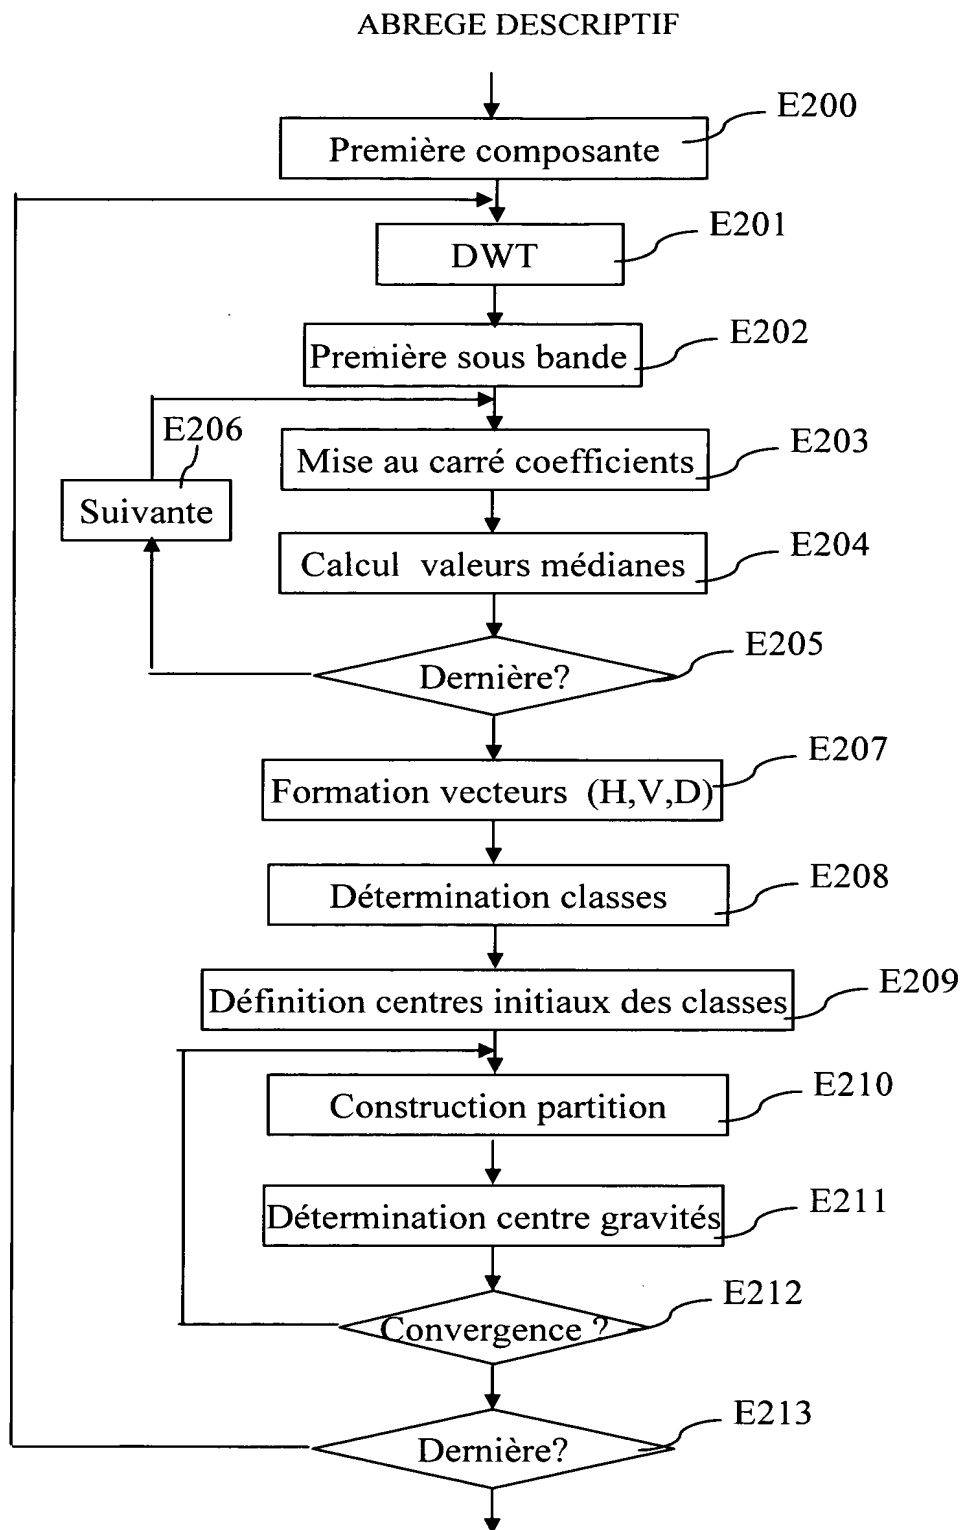 ABREGE DESCRIPTIF
E200
Première composante
E201
DWT
E202
Première sous bande
E206
E203
Mise au carré coefficients
Suivante
E204
Calcul valeurs médianes
E205
Dernière?
E207
Formation vecteurs (H,V,D)
E208
Détermination classes
E209
Définition centres initiaux des classes
E210
Construction partition
E211
Détermination centre gravités
E212
Convergence ?
E213
Dernière?